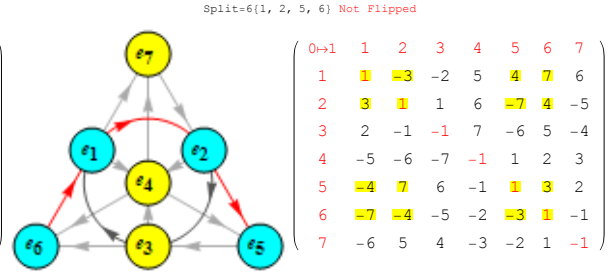 Split=6{1, 2, 5, 6} Not Flipped
e7
e1
e2
e4
e6
e3
e5
0↦1 1 2 3 4 5 6 7
1 1 -3 -2 5 4 7 6
2 3 1 1 6 -7 4 -5
3 2 -1 -1 7 -6 5 -4
4 -5 -6 -7 -1 1 2 3
5 -4 7 6 -1 1 3 2
6 -7 -4 -5 -2 -3 1 -1
7 -6 5 4 -3 -2 1 -1